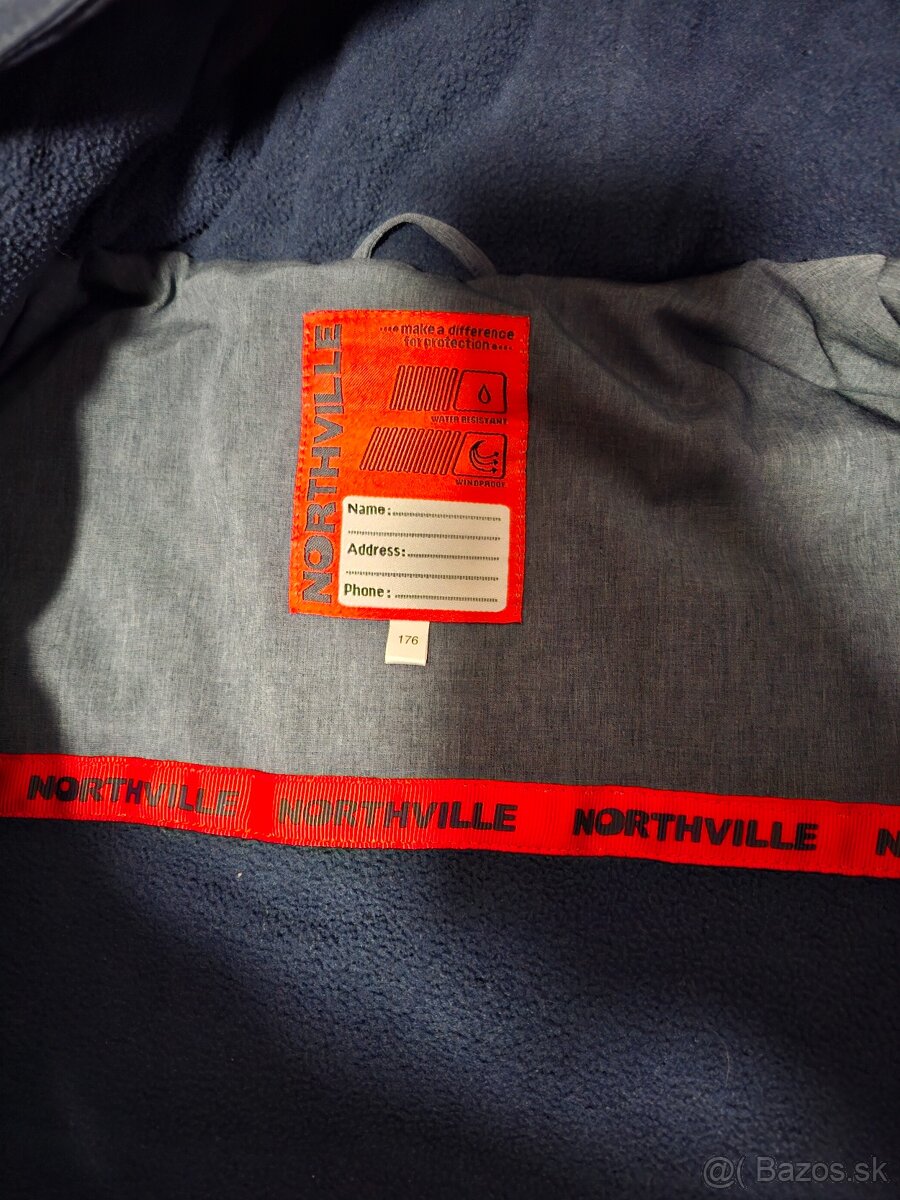 NORTHVILLE
....make a difference
for protection....
WATER RESISTANT
WINDPROOF
Name:
Address:
Phone:
176
NORTHVILLE NORTHVILLE NORTHVILLE N
@( Bazos.sk